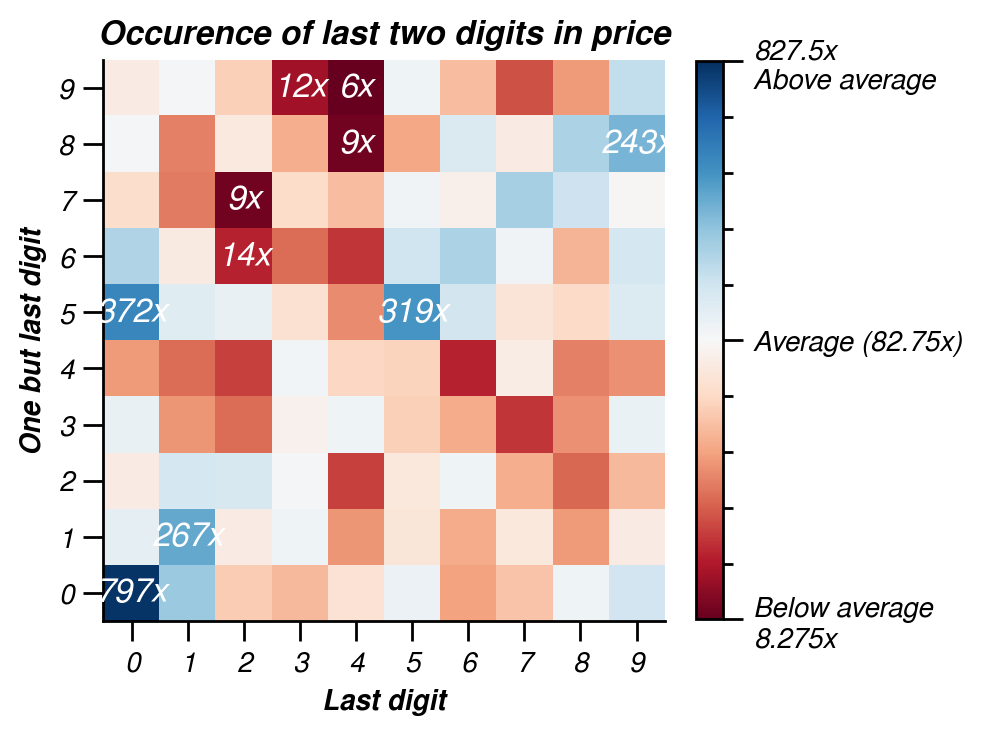 Occurence of last two digits in price
827.5x
Above average
9
12x 6x
8
9x 243x
7
9x
6
14x
5
372x 319x
4
Average (82.75x)
3
2
1
267x
0
797x
Below average
8.275x
0 1 2 3 4 5 6 7 8 9
Last digit
One but last digit